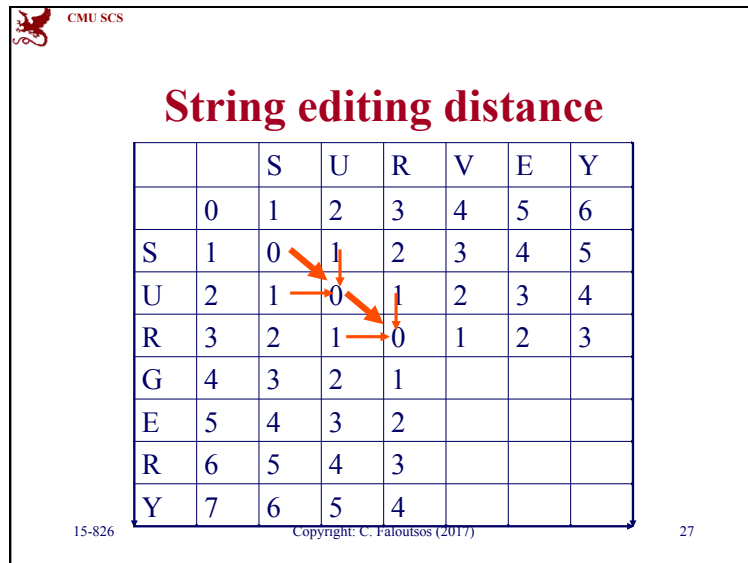 CMU SCS
String editing distance
S U R V E Y
0 1 2 3 4 5 6
S 1 0 1 2 3 4 5
U 2 1 0 1 2 3 4
R 3 2 1 0 1 2 3
G 4 3 2 1
E 5 4 3 2
R 6 5 4 3
Y 7 6 5 4
15-826 Copyright: C. Faloutsos (2017) 27